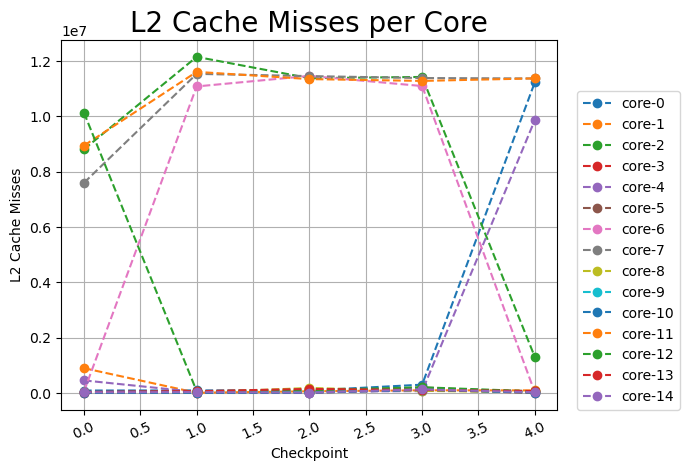 L2 Cache Misses per Core
1e7
1.2
1.0
0.8
0.6
0.4
0.2
0.0
L2 Cache Misses
0.0 0.5 1.0 1.5 2.0 2.5 3.0 3.5 4.0
Checkpoint
core-0
core-1
core-2
core-3
core-4
core-5
core-6
core-7
core-8
core-9
core-10
core-11
core-12
core-13
core-14